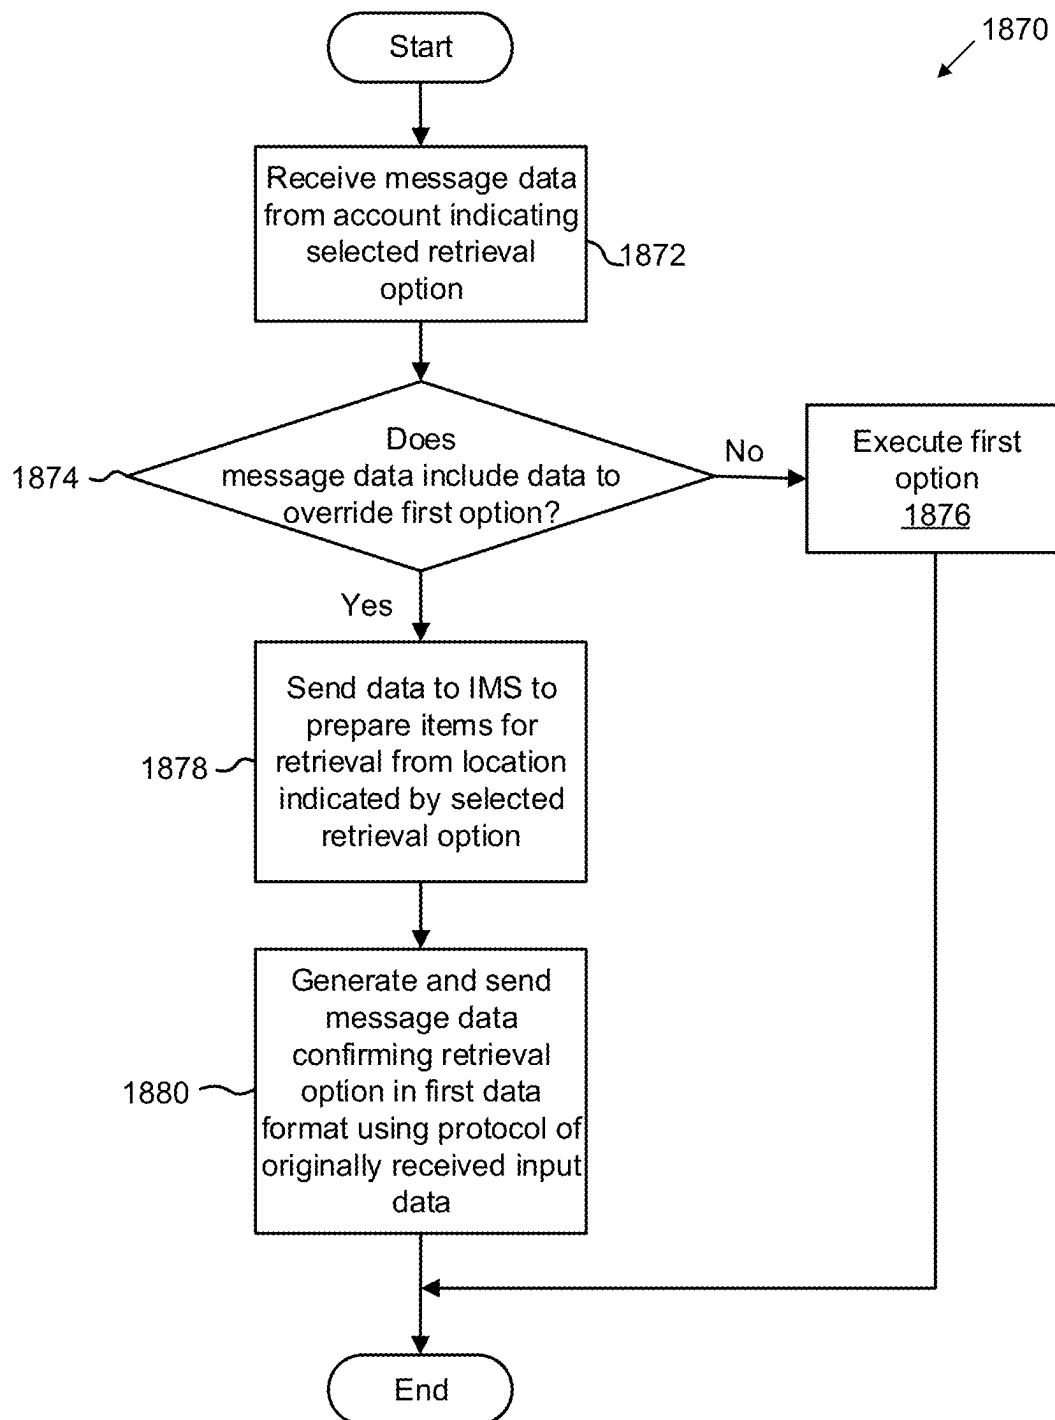 Start
1870
Receive message data
from account indicating
selected retrieval
option
1872
Does
message data include data to
override first option?
1874
No
Execute first
option
1876
Yes
Send data to IMS to
prepare items for
retrieval from location
indicated by selected
retrieval option
1878
Generate and send
message data
confirming retrieval
option in first data
format using protocol of
originally received input
data
1880
End